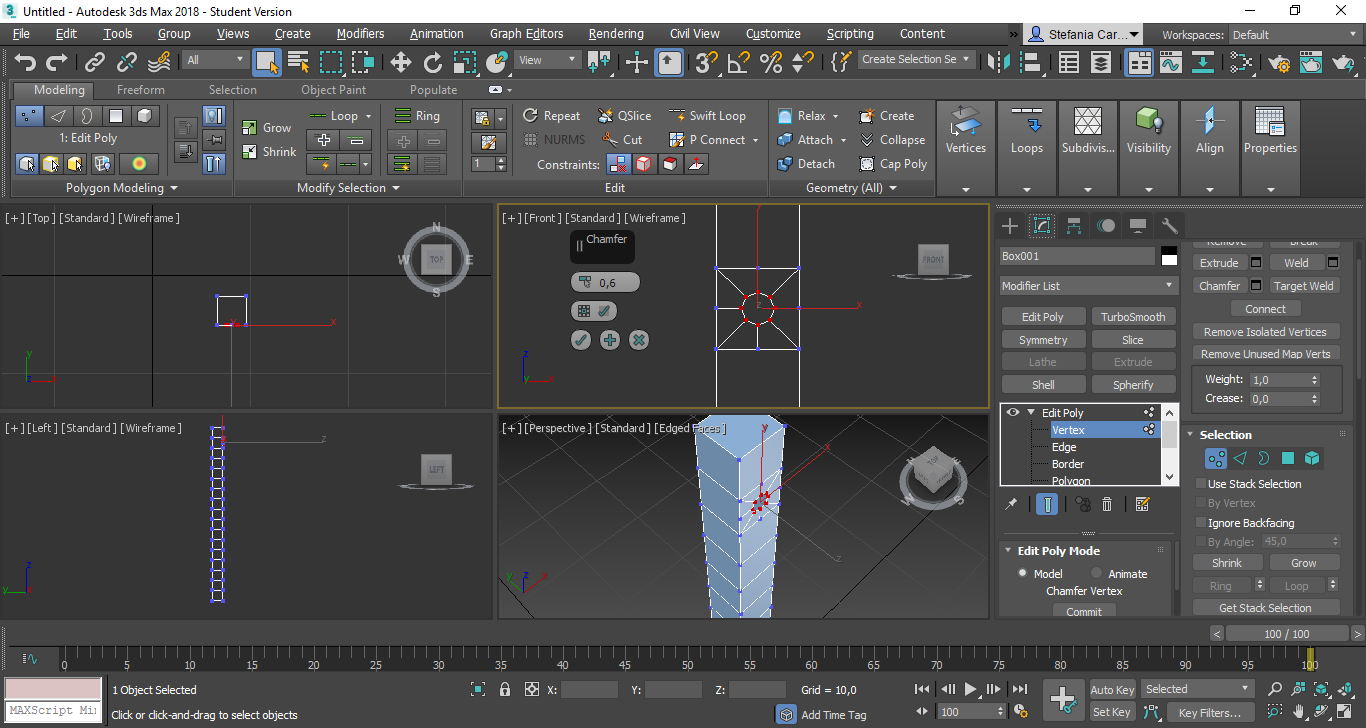 Untitled - Autodesk 3ds Max 2018 - Student Version
File Edit Tools Group Views Create Modifiers Animation Graph Editors Rendering Civil View Customize Scripting Content » Stefania Car... Workspaces: Default
All View Create Selection Se
Modeling Freeform Selection Object Paint Populate
Loop Ring Repeat QSlice Swift Loop Relax Create
1: Edit Poly Grow NURMS Cut P Connect Attach Collapse Vertices Loops Subdivis... Visibility Align Properties
Shrink 1 Constraints: Detach Cap Poly
Polygon Modeling Modify Selection Edit Geometry (All)
[+] [Top] [Standard] [Wireframe]
N
W TOP E
S
x
y
z x
[+] [Front] [Standard] [Wireframe]
Chamfer
0,6
FRONT
z x
z
y x
[+] [Left] [Standard] [Wireframe]
z
LEFT
z
y
[+] [Perspective] [Standard] [Edged Faces]
y
x
z
TOP
W S
y z x
Box001
Modifier List
Edit Poly TurboSmooth
Symmetry Slice
Lathe Extrude
Shell Spherify
Edit Poly
Vertex
Edge
Border
Polygon
Edit Poly Mode
Model Animate
Chamfer Vertex
Commit
Remove Break
Extrude Weld
Chamfer Target Weld
Connect
Remove Isolated Vertices
Remove Unused Map Verts
Weight: 1,0
Crease: 0,0
Selection
Use Stack Selection
By Vertex
Ignore Backfacing
By Angle: 45,0
Shrink Grow
Ring Loop
Get Stack Selection
< 100 / 100 >
0 5 10 15 20 25 30 35 40 45 50 55 60 65 70 75 80 85 90 95 100
1 Object Selected X: Y: Z: Grid = 10,0 Auto Key Selected
MAXScript Mi Click or click-and-drag to select objects Add Time Tag 100 Set Key Key Filters...